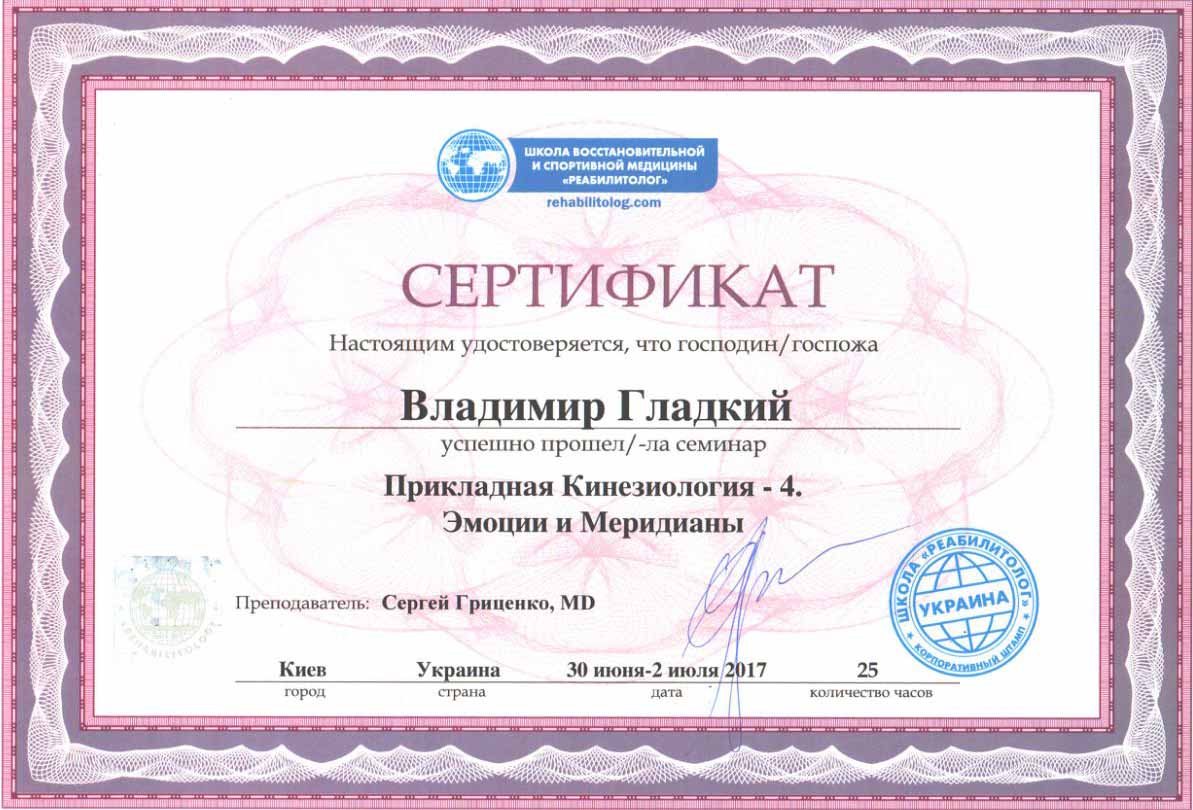 ШКОЛА ВОССТАНОВИТЕЛЬНОЙ
И СПОРТИВНОЙ МЕДИЦИНЫ
«РЕАБИЛИТОЛОГ»
rehabilitolog.com
СЕРТИФИКАТ
Настоящим удостоверяется, что господин/госпожа
Владимир Гладкий
успешно прошел/-ла семинар
Прикладная Кинезиология - 4.
Эмоции и Меридианы
Преподаватель: Сергей Гриценко, MD
ШКОЛА «РЕАБИЛИТОЛОГ»
УКРАИНА
КОРПОРАТИВНЫЙ ШТАМП
Киев Украина 30 июня-2 июля 2017 25
город страна дата количество часов